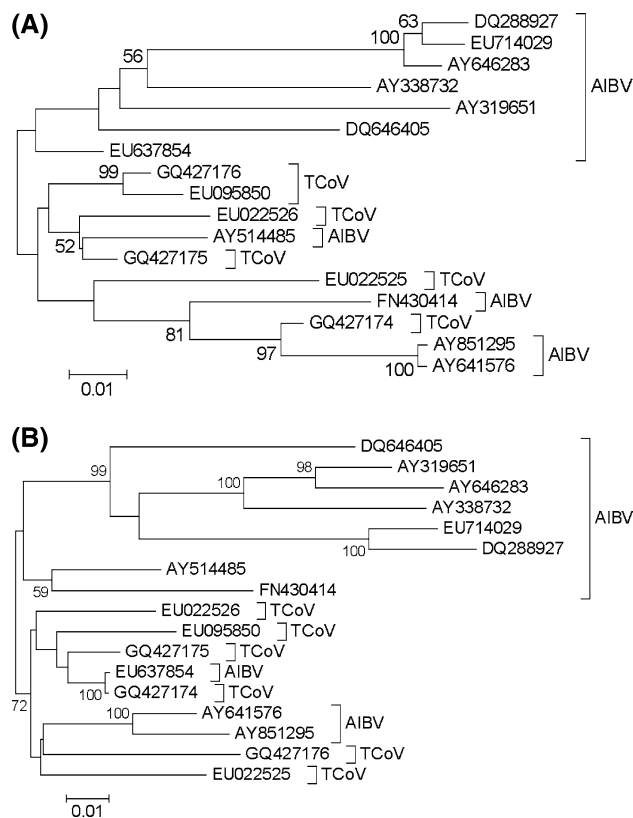 (A)
63
DQ288927
100
EU714029
56
AY646283
AY338732
AIBV
AY319651
DQ646405
EU637854
99
GQ427176
TCoV
EU095850
EU022526
TCoV
52
AY514485
AIBV
GQ427175
TCoV
EU022525
TCoV
FN430414
AIBV
81
GQ427174
TCoV
97
AY851295
AIBV
100
AY641576
0.01
(B)
DQ646405
99
98
AY319651
100
AY646283
AY338732
AIBV
EU714029
100
DQ288927
AY514485
59
FN430414
EU022526
TCoV
EU095850
TCoV
GQ427175
TCoV
EU637854
AIBV
100
GQ427174
TCoV
72
100
AY641576
AIBV
AY851295
GQ427176
TCoV
EU022525
TCoV
0.01